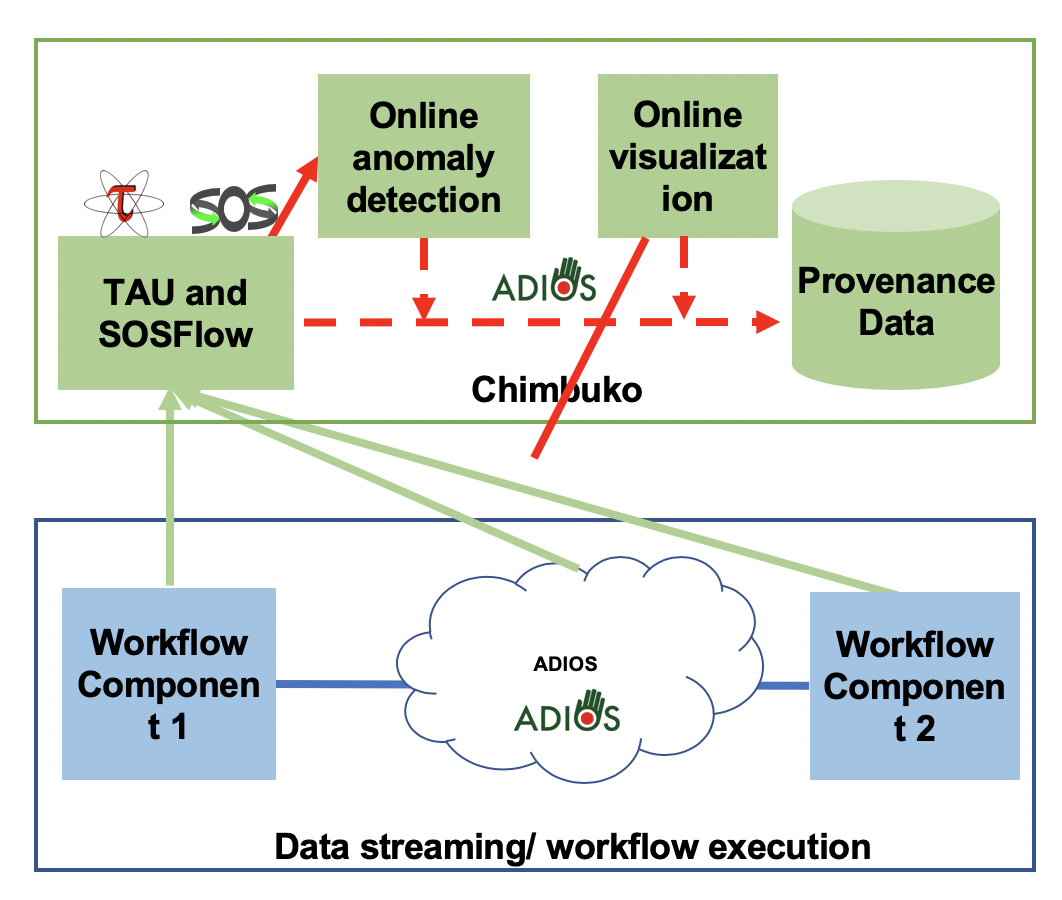 Online
anomaly
detection
Online
visualizat
ion
τ
SOS
TAU and
SOSFlow
ADIOS
Provenance
Data
Chimbuko
Workflow
Componen
t 1
ADIOS
ADIOS
Workflow
Componen
t 2
Data streaming/ workflow execution